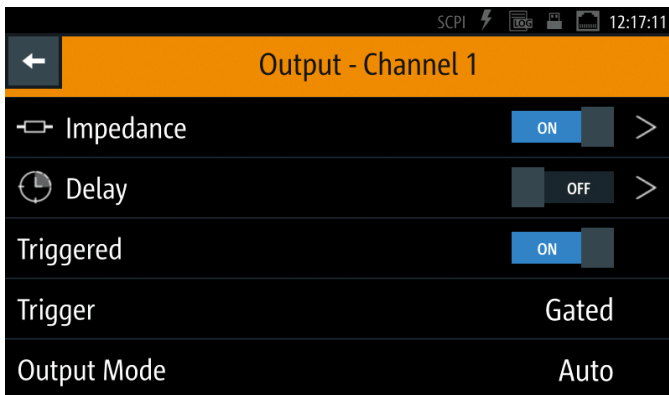 SCPI LOG 12:17:11
Output - Channel 1
Impedance ON
Delay OFF
Triggered ON
Trigger Gated
Output Mode Auto